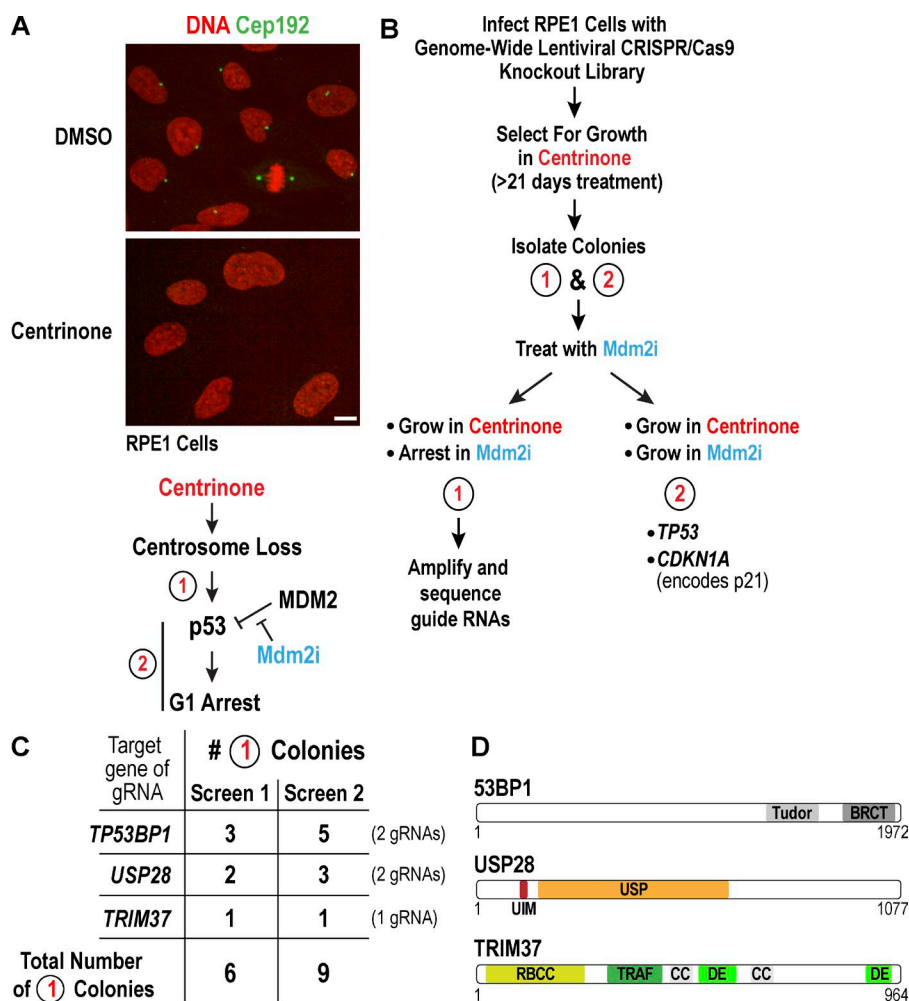 A
DNA Cep192
DMSO
Centrinone
RPE1 Cells
Centrinone
Centrosome Loss
1
p53
MDM2
Mdm2i
2
G1 Arrest
B
Infect RPE1 Cells with
Genome-Wide Lentiviral CRISPR/Cas9
Knockout Library
Select For Growth
in Centrinone
(>21 days treatment)
Isolate Colonies
1 & 2
Treat with Mdm2i
• Grow in Centrinone
• Arrest in Mdm2i
1
Amplify and
sequence
guide RNAs
• Grow in Centrinone
• Grow in Mdm2i
2
• TP53
• CDKN1A
(encodes p21)
C
Target
gene of
gRNA
# 1 Colonies
Screen 1 Screen 2
TP53BP1 3 5 (2 gRNAs)
USP28 2 3 (2 gRNAs)
TRIM37 1 1 (1 gRNA)
Total Number
of 1 Colonies
6 9
D
53BP1
Tudor BRCT
1 1972
USP28
USP
1 UIM 1077
TRIM37
RBCC TRAF CC DE CC DE
1 964